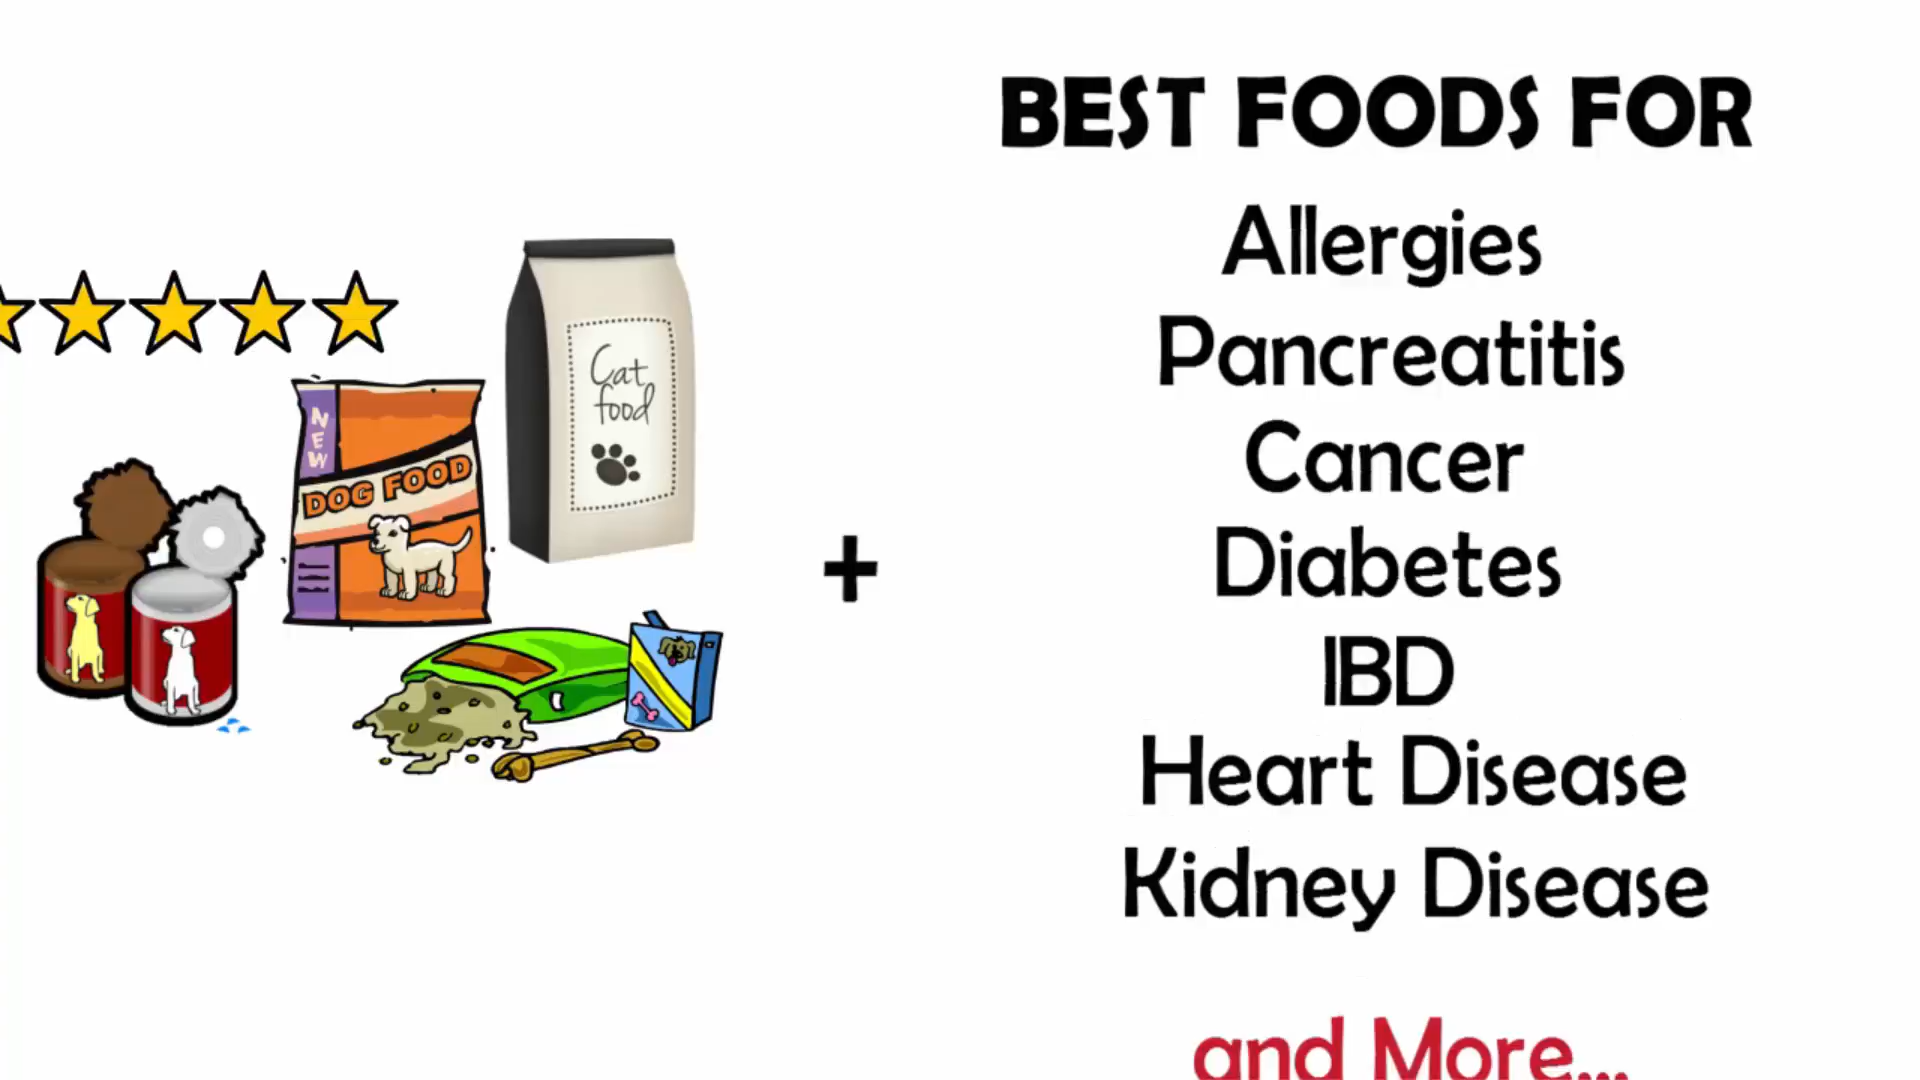 BEST FOODS FOR
Allergies
Pancreatitis
Cancer
Diabetes
IBD
Heart Disease
Kidney Disease
and More...
Cat
food
NEW
DOG FOOD
+